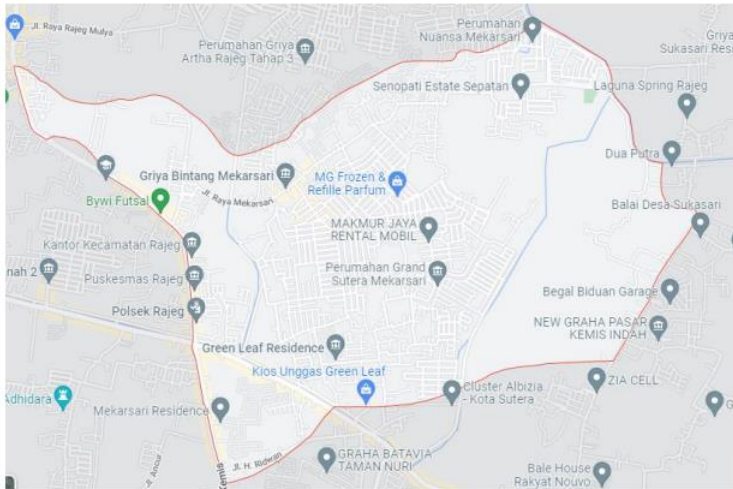 Jl. Raya Rajeg Mulya
Perumahan Griya
Artha Rajeg Tahap 3
Perumahan
Nuansa Mekarsari
Griya
Sukasari Resi
Senopati Estate Sepatan
Laguna Spring Rajeg
Dua Putra
Griya Bintang Mekarsari
MG Frozen &
Refille Parfum
Jl. Raya Mekarsari
Bywi Futsal
Balai Desa Sukasari
MAKMUR JAYA
RENTAL MOBIL
Kantor Kecamatan Rajeg
nah 2
Puskesmas Rajeg
Perumahan Grand
Sutera Mekarsari
Begal Biduan Garage
Polsek Rajeg
NEW GRAHA PASAR
KEMIS INDAH
Green Leaf Residence
Kios Unggas Green Leaf
Adhidara
Mekarsari Residence
Cluster Albizia
- Kota Sutera
ZIA CELL
G
Jl. H. Ridwan
Kemis
Jl. Anour
GRAHA BATAVIA
TAMAN NURI
Bale House
Rakyat Nouvo